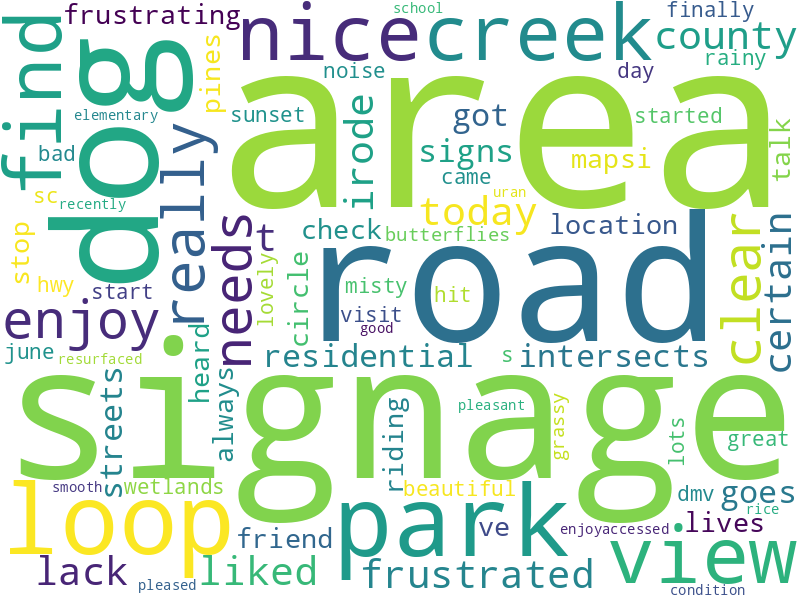 school
frustrating
nice
creek
finally
county
find
dog
area
noise
day
rainy
pines
elementary
sunset
irode
got
started
talk
bad
really
signs
mapsi
came
sc
recently
uran
today
location
needs
t
check
butterflies
road
clear
certain
stop
hwy
start
lovely
circle
misty
hit
visit
good
enjoy
june
resurfaced
heard
residential
s
intersects
signage
streets
always
riding
pleasant
grassy
lots
great
smooth
wetlands
beautiful
dmv
goes
rice
loop
park
friend
ve
enjoyaccessed
lives
view
lack
pleased
liked
frustrated
condition